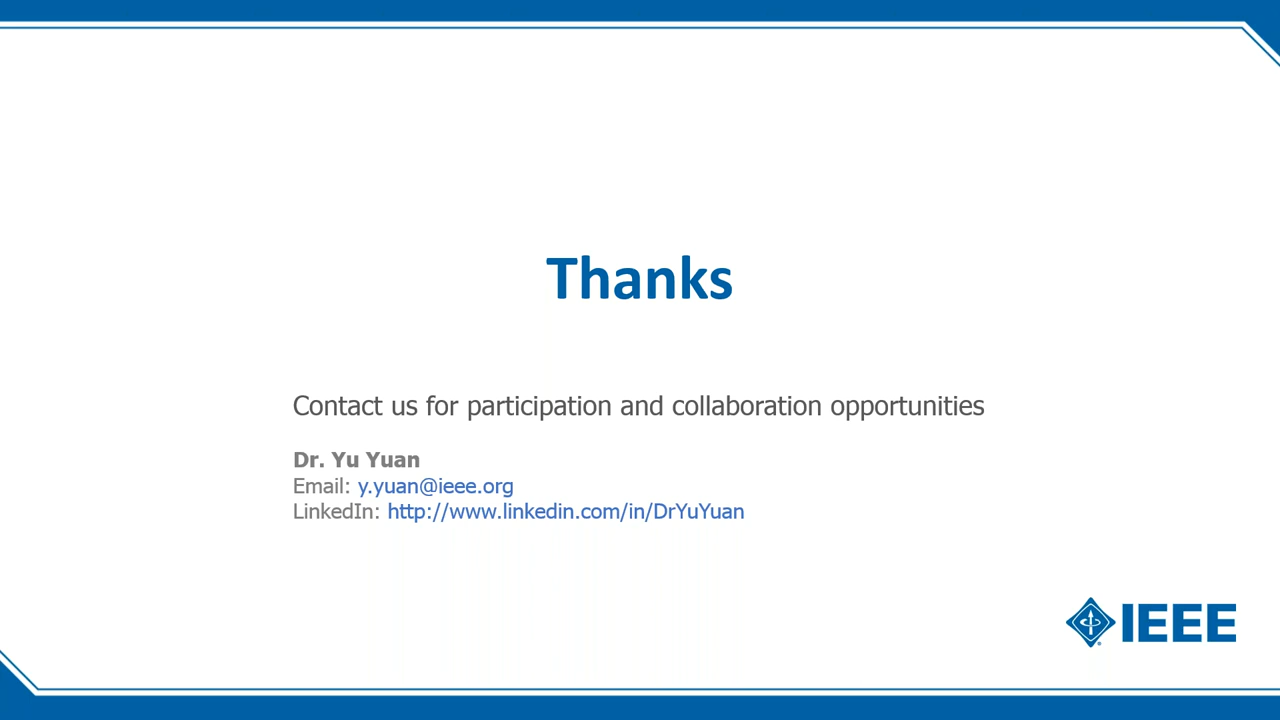 Thanks
Contact us for participation and collaboration opportunities
Dr. Yu Yuan
Email: y.yuan@ieee.org
LinkedIn: http://www.linkedin.com/in/DrYuYuan
IEEE